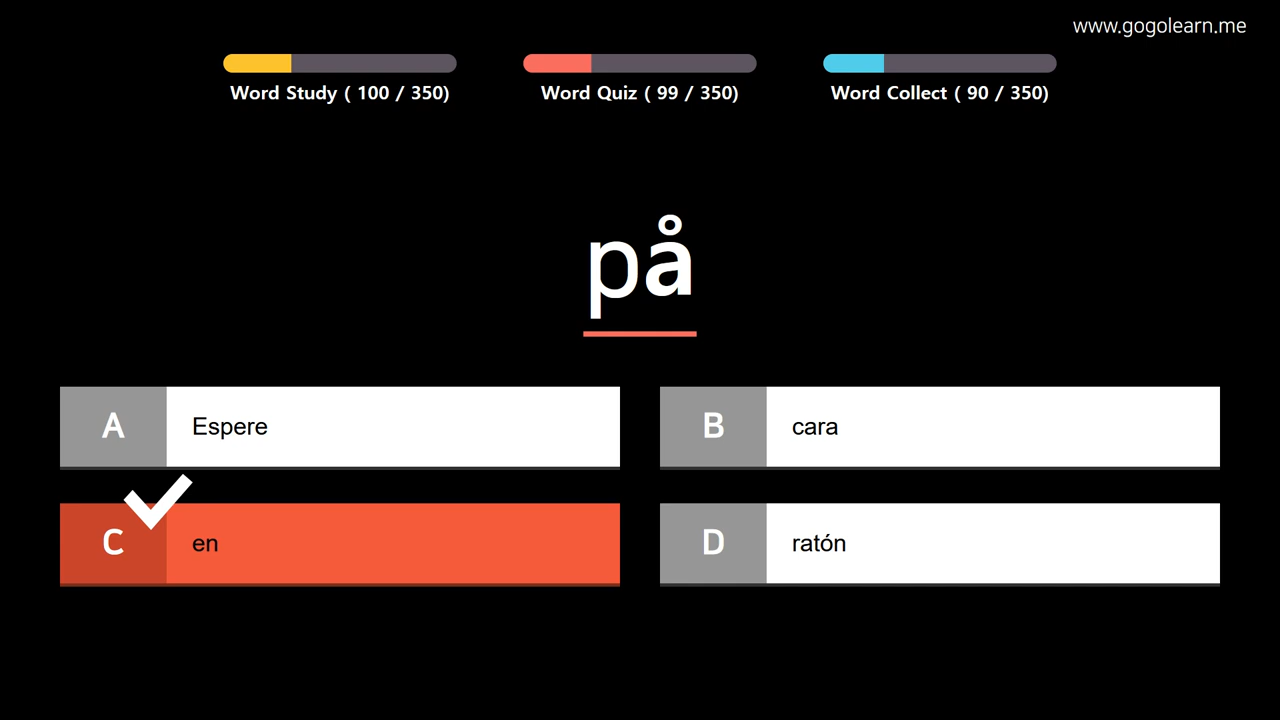 www.gogolearn.me
Word Study ( 100 / 350)
Word Quiz ( 99 / 350)
Word Collect ( 90 / 350)
på
A Espere
B cara
C en
D ratón